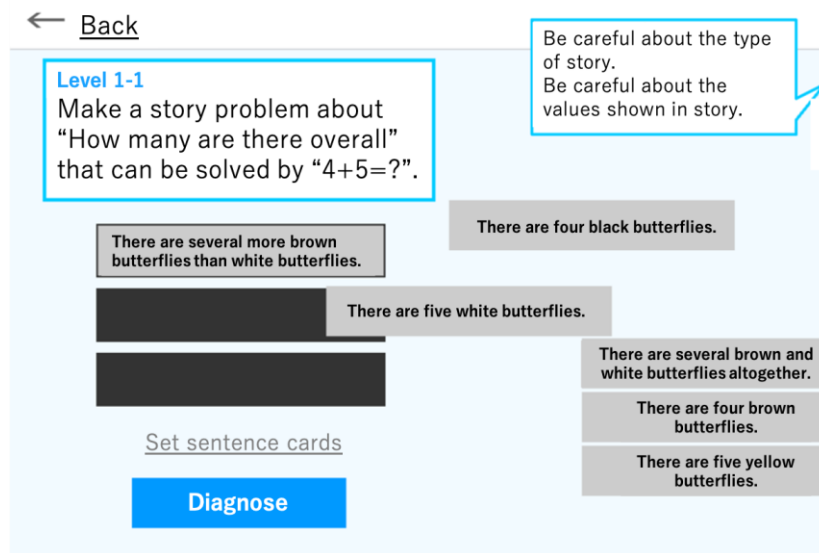 ← Back
Be careful about the type
of story.
Be careful about the
values shown in story.
Level 1-1
Make a story problem about
“How many are there overall”
that can be solved by “4+5=?”.
There are four black butterflies.
There are several more brown
butterflies than white butterflies.
There are five white butterflies.
There are several brown and
white butterflies altogether.
There are four brown
butterflies.
There are five yellow
butterflies.
Set sentence cards
Diagnose